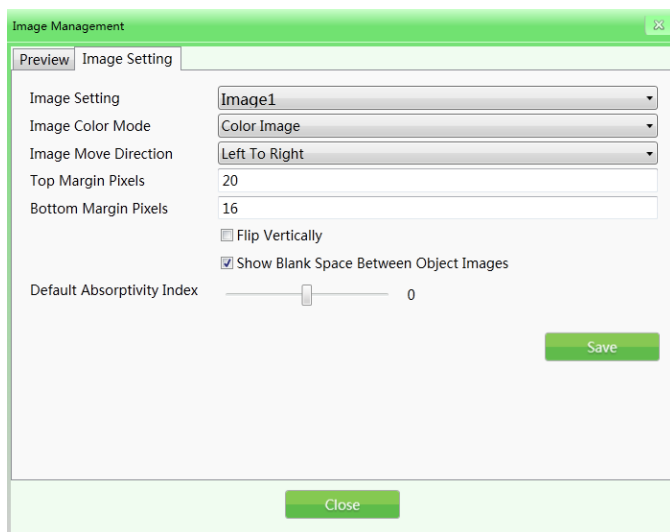 Image Management
Preview Image Setting
Image Setting Image1
Image Color Mode Color Image
Image Move Direction Left To Right
Top Margin Pixels 20
Bottom Margin Pixels 16
Flip Vertically
Show Blank Space Between Object Images
Default Absorptivity Index 0
Save
Close